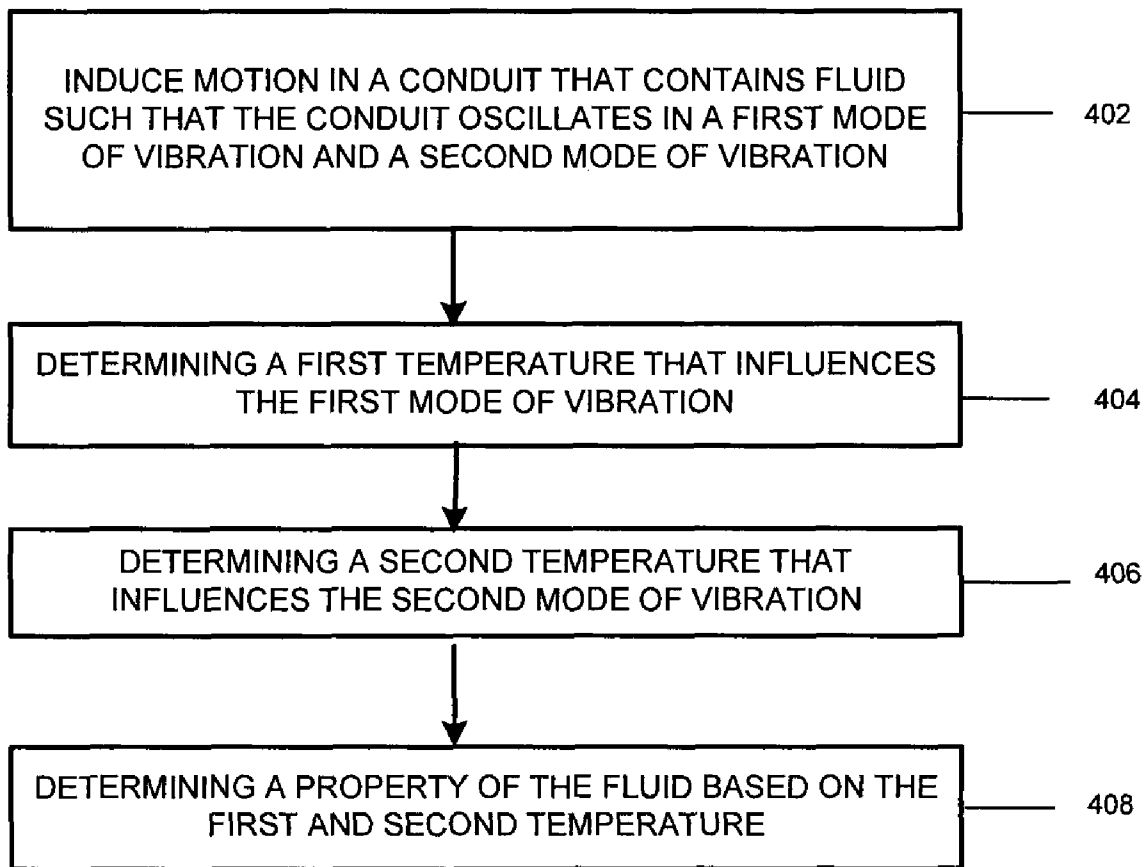 INDUCE MOTION IN A CONDUIT THAT CONTAINS FLUID
SUCH THAT THE CONDUIT OSCILLATES IN A FIRST MODE
OF VIBRATION AND A SECOND MODE OF VIBRATION
402
DETERMINING A FIRST TEMPERATURE THAT INFLUENCES
THE FIRST MODE OF VIBRATION
404
DETERMINING A SECOND TEMPERATURE THAT
INFLUENCES THE SECOND MODE OF VIBRATION
406
DETERMINING A PROPERTY OF THE FLUID BASED ON THE
FIRST AND SECOND TEMPERATURE
408